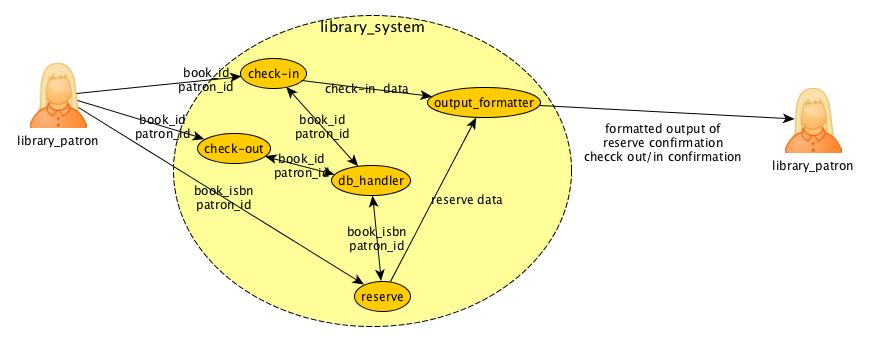 library_system
book_id
patron_id
check-in
check-in data
output_formatter
library_patron
book_id
patron_id
check-out
book_id
patron_id
book_id
patron_id
db_handler
formatted output of
reserve confirmation
checck out/in confirmation
library_patron
book_isbn
patron_id
reserve data
book_isbn
patron_id
reserve